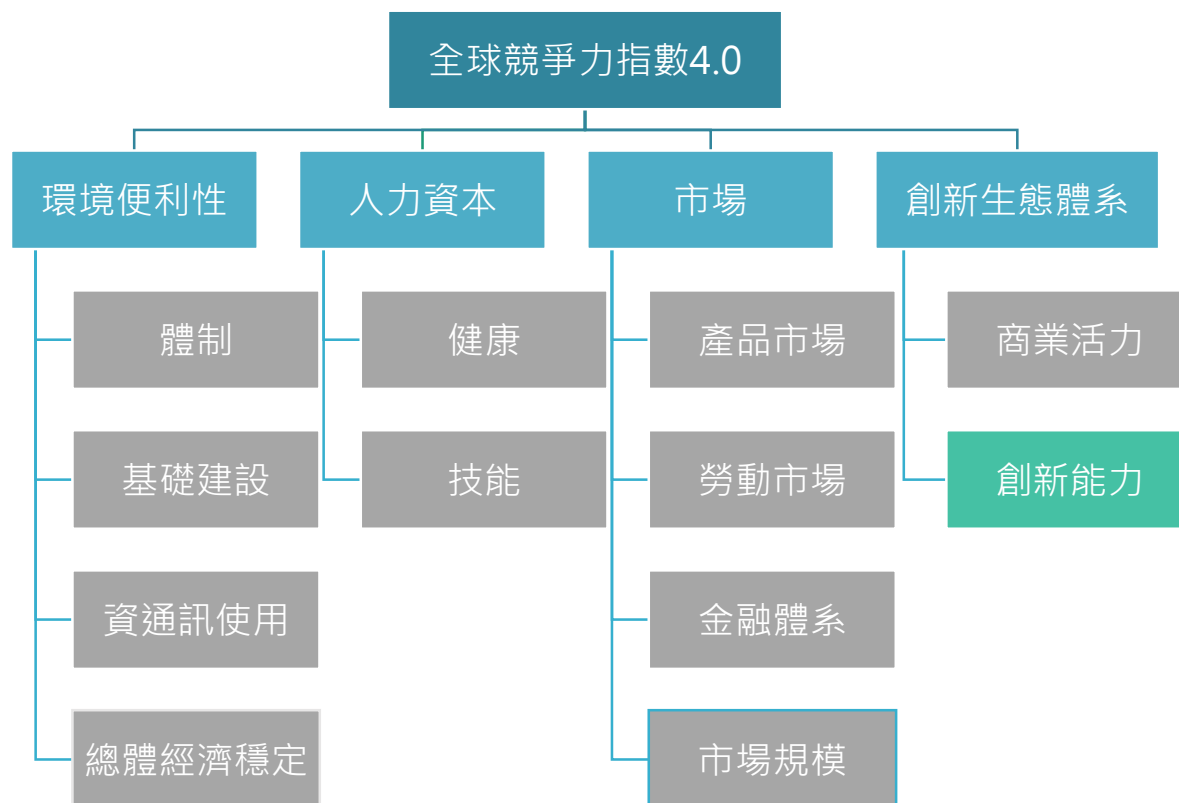 全球競爭力指數4.0
環境便利性
體制
基礎建設
資通訊使用
總體經濟穩定
人力資本
健康
技能
市場
產品市場
勞動市場
金融體系
市場規模
創新生態體系
商業活力
創新能力